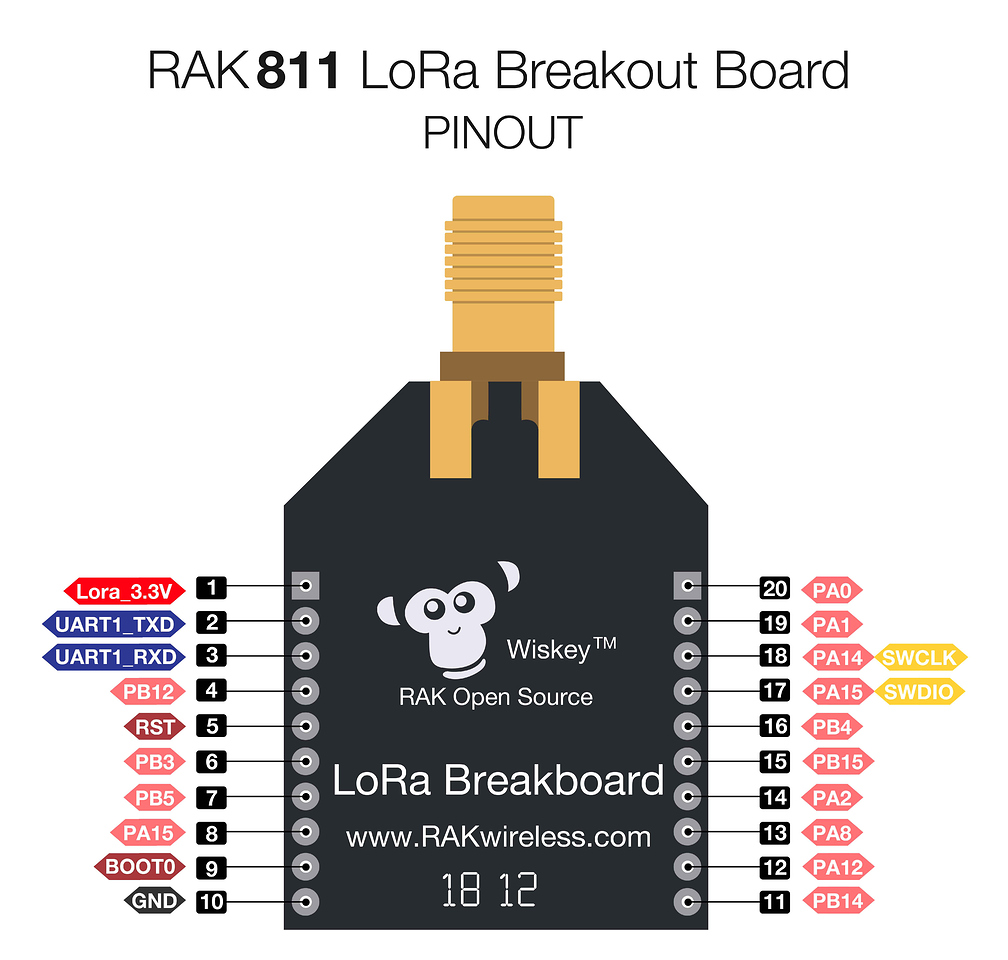 RAK811 LoRa Breakout Board
PINOUT
Lora_3.3V 1
UART1_TXD 2
UART1_RXD 3
PB12 4
RST 5
PB3 6
PB5 7
PA15 8
BOOT0 9
GND 10
Wiskey™
RAK Open Source
LoRa Breakboard
www.RAKwireless.com
18 12
20 PA0
19 PA1
18 PA14 SWCLK
17 PA15 SWDIO
16 PB4
15 PB15
14 PA2
13 PA8
12 PA12
11 PB14